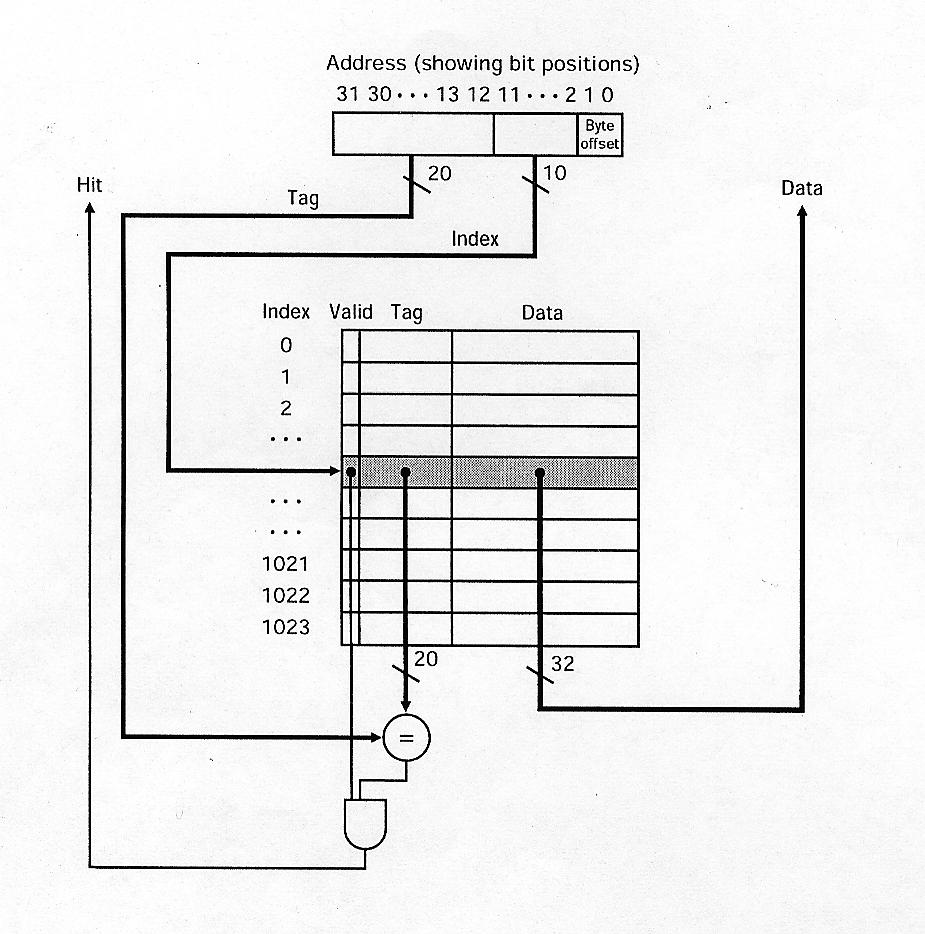 Address (showing bit positions)
31 30 ··· 13 12 11 ··· 2 1 0
Byte
offset
20
10
Hit
Tag
Data
Index
Index Valid Tag Data
0
1
2
···
···
···
1021
1022
1023
20
32
=